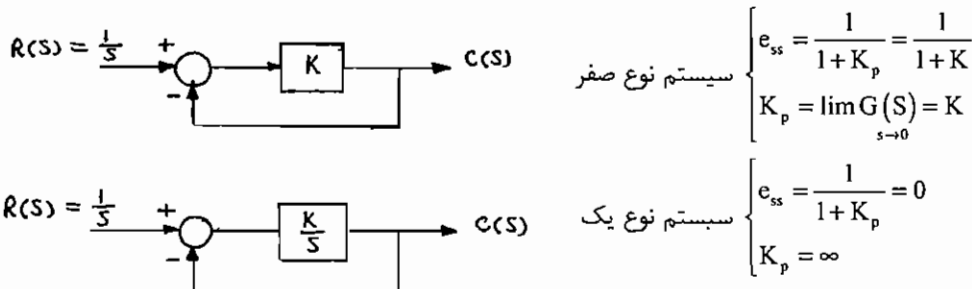 R(S) = 1/S + − K C(S)
سیستم نوع صفر
e_ss = 1/(1+K_p) = 1/(1+K)
K_p = lim G(S) = K
s→0
R(S) = 1/S + − K/S C(S)
سبستم نوع یک
e_ss = 1/(1+K_p) = 0
K_p = ∞